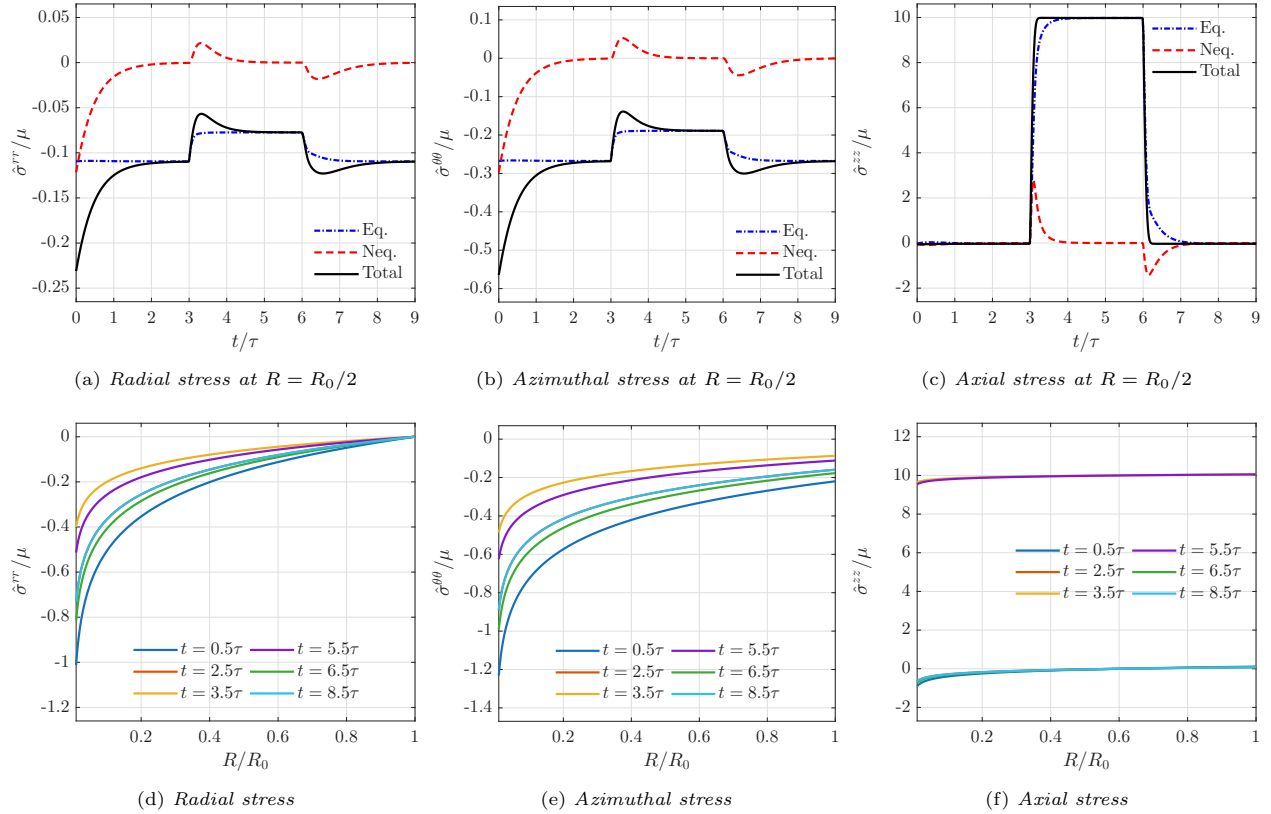 0.05
0
-0.05
-0.1
-0.15
-0.2
-0.25
σ̂^{rr}/μ
Eq.
Neq.
Total
0 1 2 3 4 5 6 7 8 9
t/τ
(a) Radial stress at R = R₀/2
0.1
0
-0.1
-0.2
-0.3
-0.4
-0.5
-0.6
σ̂^{θθ}/μ
Eq.
Neq.
Total
0 1 2 3 4 5 6 7 8 9
t/τ
(b) Azimuthal stress at R = R₀/2
10
8
6
4
2
0
-2
σ̂^{zz}/μ
Eq.
Neq.
Total
0 1 2 3 4 5 6 7 8 9
t/τ
(c) Axial stress at R = R₀/2
0
-0.2
-0.4
-0.6
-0.8
-1
-1.2
σ̂^{rr}/μ
t = 0.5τ t = 5.5τ
t = 2.5τ t = 6.5τ
t = 3.5τ t = 8.5τ
0.2 0.4 0.6 0.8 1
R/R₀
(d) Radial stress
0
-0.2
-0.4
-0.6
-0.8
-1
-1.2
-1.4
σ̂^{θθ}/μ
t = 0.5τ t = 5.5τ
t = 2.5τ t = 6.5τ
t = 3.5τ t = 8.5τ
0.2 0.4 0.6 0.8 1
R/R₀
(e) Azimuthal stress
12
10
8
6
4
2
0
-2
σ̂^{zz}/μ
t = 0.5τ t = 5.5τ
t = 2.5τ t = 6.5τ
t = 3.5τ t = 8.5τ
0.2 0.4 0.6 0.8 1
R/R₀
(f) Axial stress